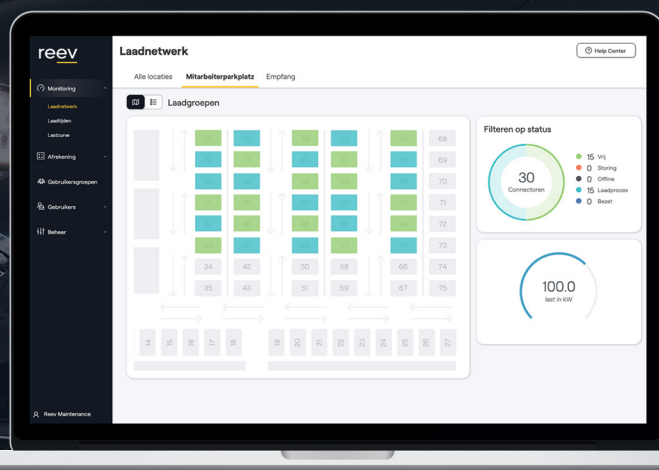 reev
Laadnetwerk
Help Center
Alle locaties Mitarbeiterparkplatz Empfang
Monitoring
Laadnetwerk
Laadtijden
Lastcurve
Afrekening
Gebruikersgroepen
Gebruikers
Beheer
Reev Maintenance
Laadgroepen
68
69
70
71
72
73
34 42 50 58 66 74
35 43 51 59 67 75
14 15 16 17 18 19 20 21 22 23 24 25 26 27
Filteren op status
30
Connectoren
15 Vrij
0 Storing
0 Offline
15 Laadproces
0 Bezet
100.0
last in kW